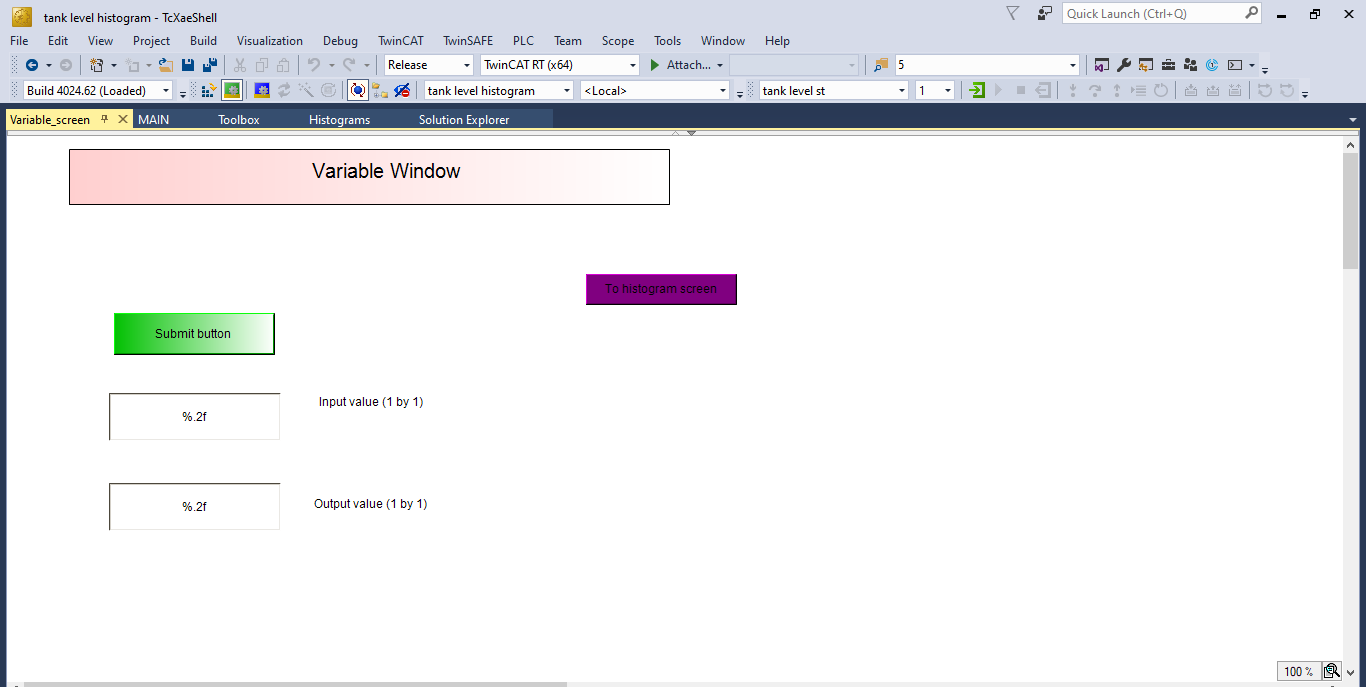 tank level histogram - TcXaeShell
Quick Launch (Ctrl+Q)
File Edit View Project Build Visualization Debug TwinCAT TwinSAFE PLC Team Scope Tools Window Help
Release TwinCAT RT (x64) Attach... 5
Build 4024.62 (Loaded) tank level histogram <Local> tank level st 1
Variable_screen MAIN Toolbox Histograms Solution Explorer
Variable Window
To histogram screen
Submit button
Input value (1 by 1)
%.2f
Output value (1 by 1)
%.2f
100 %